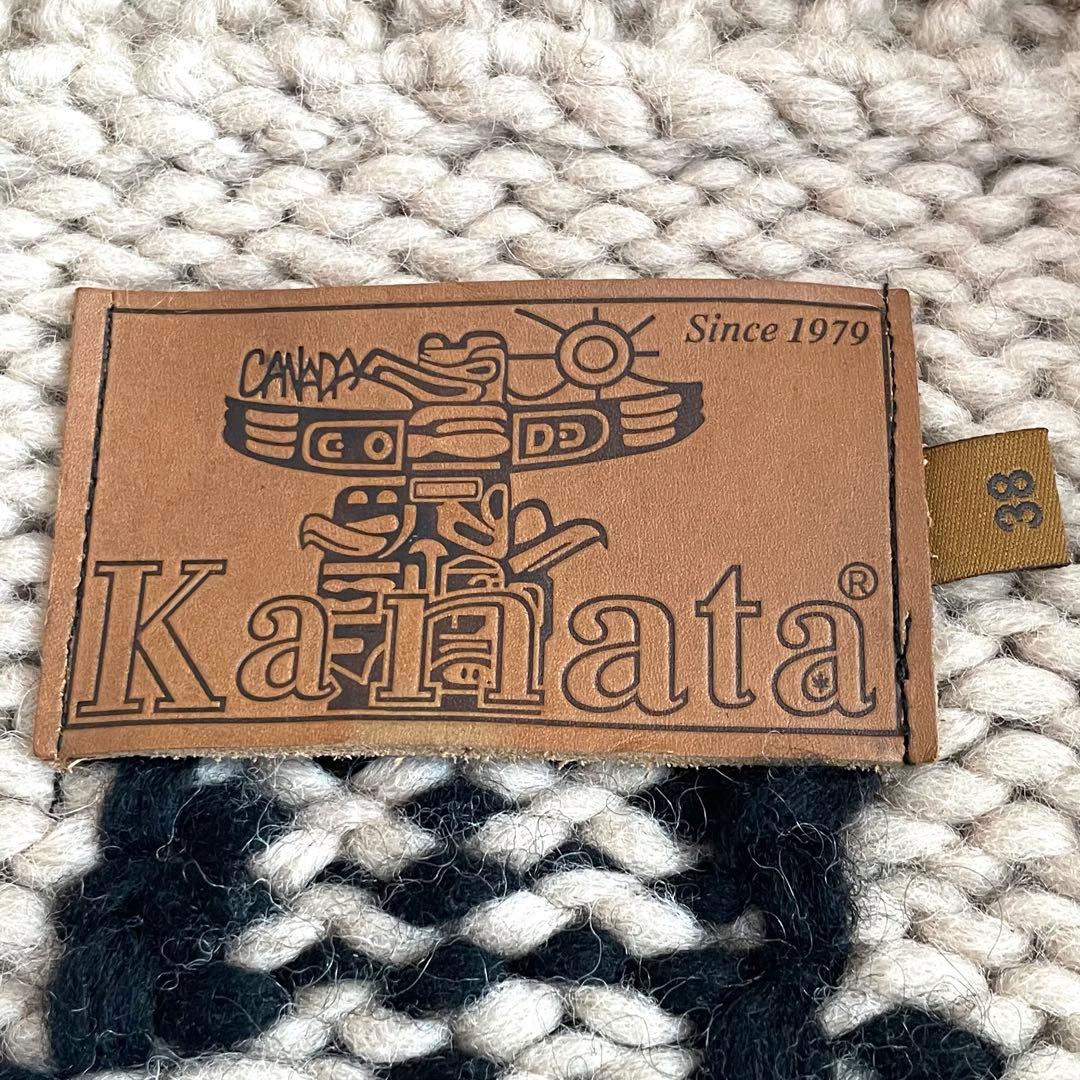 Since 1979
CANADA
38
Kanata®